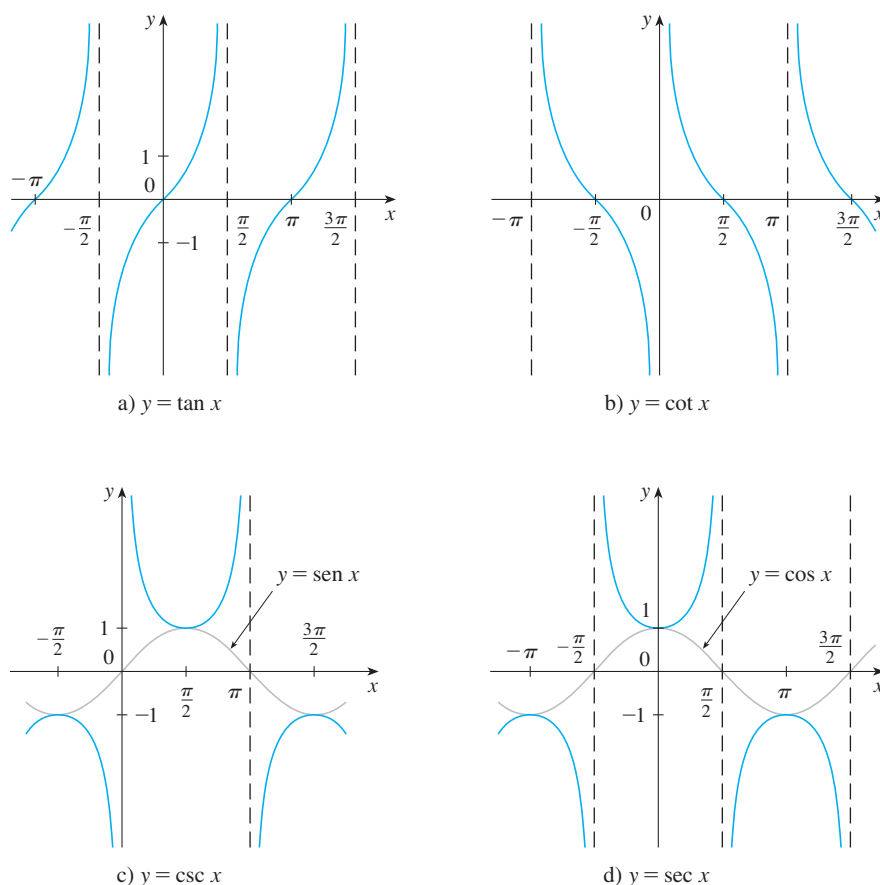 y
1
−π
0
−π/2
−1
π/2
π
3π/2
x
a) y = tan x
y
−π
−π/2
0
π/2
π
3π/2
x
b) y = cot x
y
y = sen x
−π/2
1
0
3π/2
π/2
π
x
−1
c) y = csc x
y
y = cos x
1
−π
−π/2
0
3π/2
π/2
π
x
−1
d) y = sec x